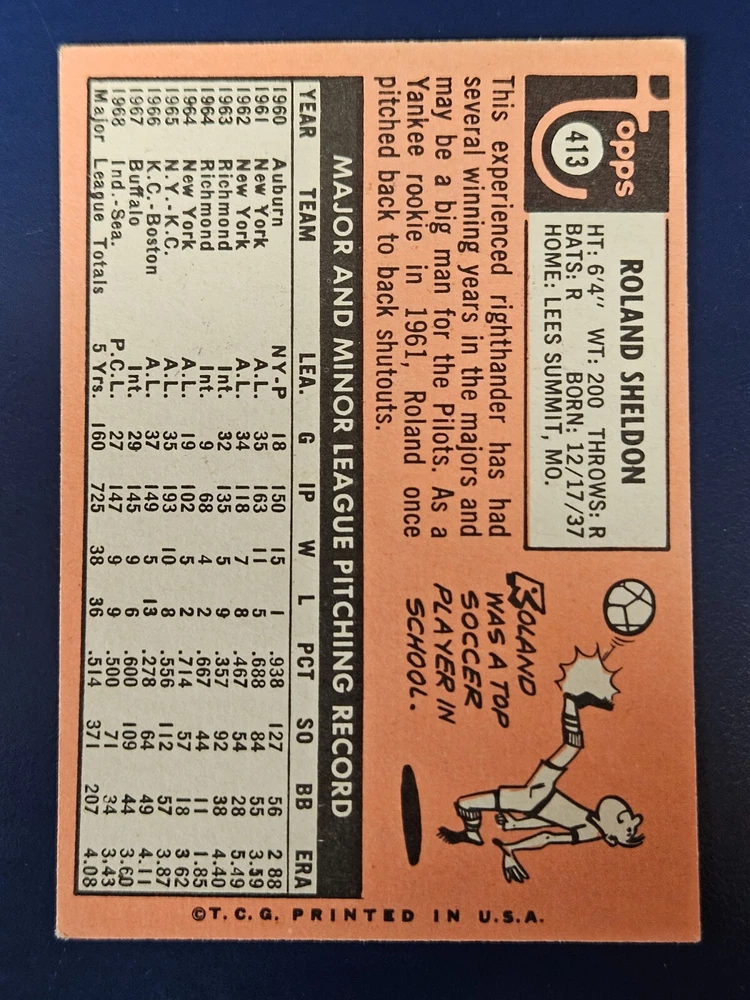 Topps
413
ROLAND SHELDON
HT: 6'4" WT: 200 THROWS: R
BATS: R BORN: 12/17/37
HOME: LEES SUMMIT, MO.
This experienced righthander has had
several winning years in the majors and
may be a big man for the Pilots. As a
Yankee rookie in 1961, Roland once
pitched back to back shutouts.
ROLAND
WAS A TOP
SOCCER
PLAYER IN
SCHOOL.
MAJOR AND MINOR LEAGUE PITCHING RECORD
YEAR TEAM LEA. G IP W L PCT SO BB ERA
1960 Auburn NY-P 18 150 15 1 .938 127 56 2.88
1961 New York A.L. 35 163 11 5 .688 84 55 3.59
1962 New York A.L. 34 118 7 8 .467 54 28 5.49
1963 Richmond Int. 32 135 5 9 .357 92 38 4.40
1964 Richmond Int. 9 68 4 2 .667 44 11 1.85
1964 New York A.L. 19 102 5 2 .714 57 18 3.62
1965 N.Y.-K.C. A.L. 35 193 10 8 .556 112 57 3.87
1966 K.C.-Boston A.L. 37 149 5 13 .278 64 49 4.11
1967 Buffalo Int. 29 145 9 6 .600 109 44 3.60
1968 Ind.-Sea. P.C.L. 27 147 9 9 .500 71 34 3.43
Major League Totals 5 Yrs. 160 725 38 36 .514 371 207 4.08
©T.C.G. PRINTED IN U.S.A.